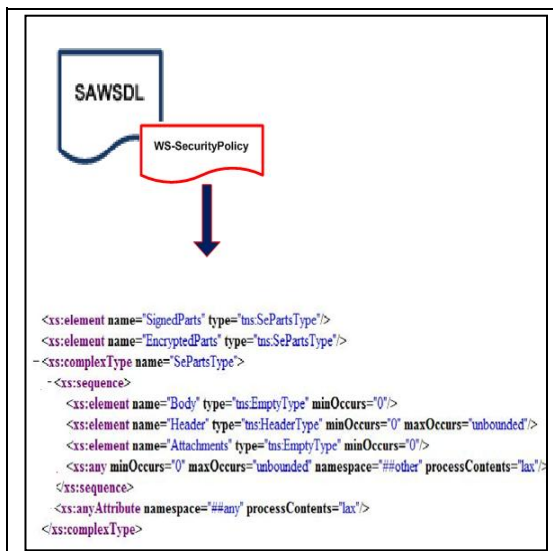 SAWSDL
WS-SecurityPolicy
<xs:element name="SignedParts" type="tns:SePartsType"/>
<xs:element name="EncryptedParts" type="tns:SePartsType"/>
-<xs:complexType name="SePartsType">
-<xs:sequence>
<xs:element name="Body" type="tns:EmptyType" minOccurs="0"/>
<xs:element name="Header" type="tns:HeaderType" minOccurs="0" maxOccurs="unbounded"/>
<xs:element name="Attachments" type="tns:EmptyType" minOccurs="0"/>
<xs:any minOccurs="0" maxOccurs="unbounded" namespace="##other" processContents="lax"/>
</xs:sequence>
<xs:anyAttribute namespace="##any" processContents="lax"/>
</xs:complexType>